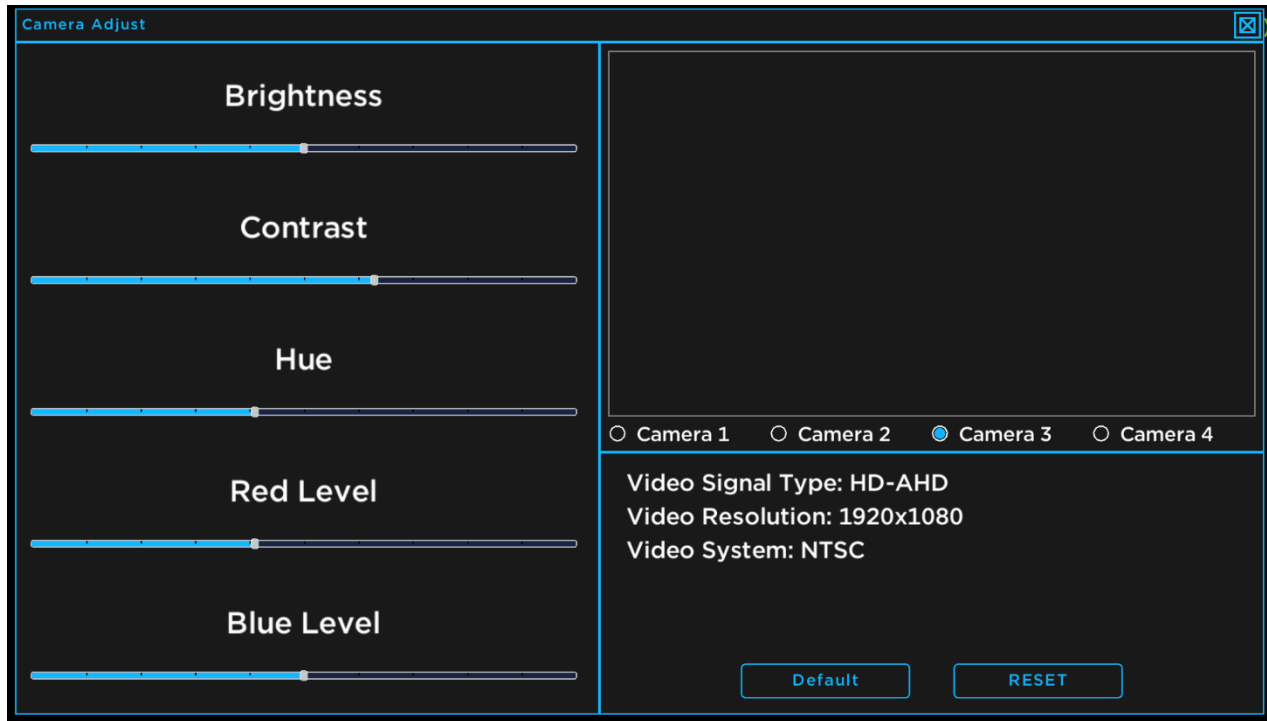 Camera Adjust
Brightness
Contrast
Hue
Red Level
Blue Level
Camera 1 Camera 2 Camera 3 Camera 4
Video Signal Type: HD-AHD
Video Resolution: 1920x1080
Video System: NTSC
Default RESET